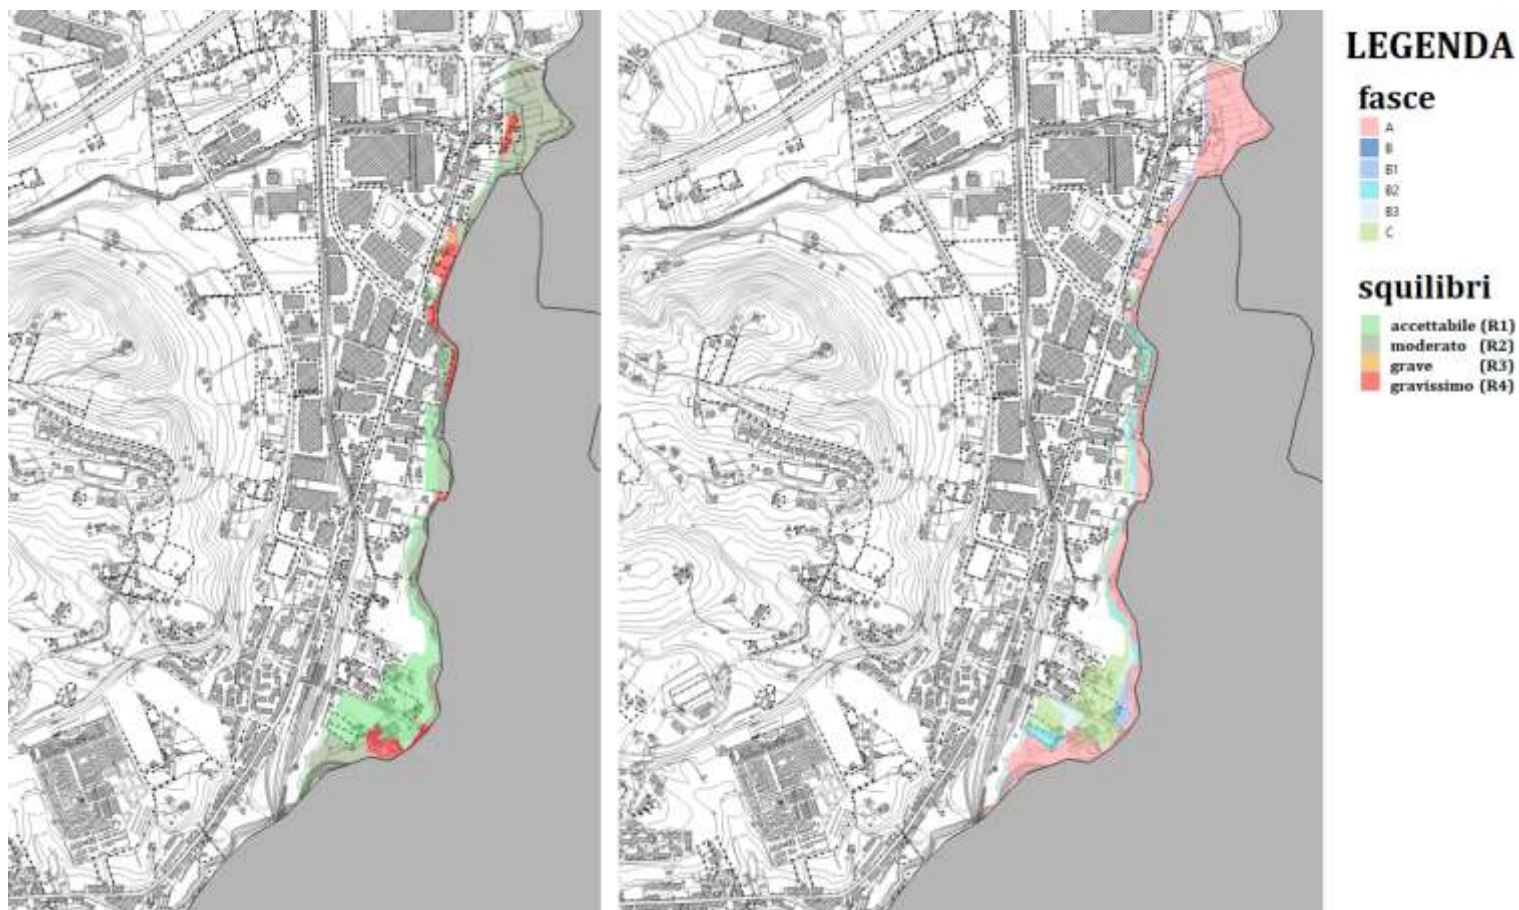 LEGENDA
fasce
A
B
B1
B2
B3
C
squilibri
accettabile (R1)
moderato (R2)
grave (R3)
gravissimo (R4)